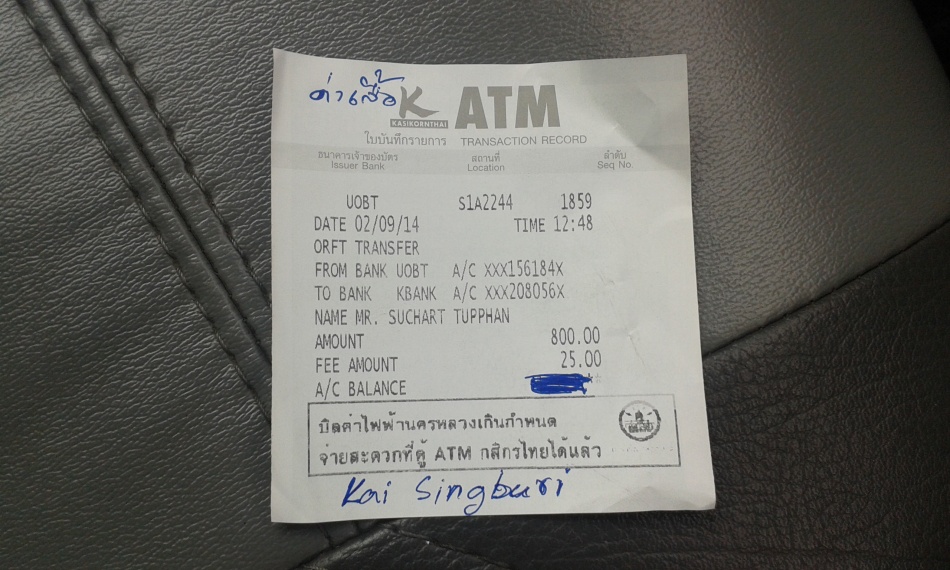 ค่าเสื้อ
K ATM
KASIKORNTHAI
ใบบันทึกรายการ TRANSACTION RECORD
ธนาคารเจ้าของบัตร สถานที่ ลำดับ
Issuer Bank Location Seq No.
UOBT S1A2244 1859
DATE 02/09/14 TIME 12:48
ORFT TRANSFER
FROM BANK UOBT A/C XXX156184X
TO BANK KBANK A/C XXX208056X
NAME MR. SUCHART TUPPHAN
AMOUNT 800.00
FEE AMOUNT 25.00
A/C BALANCE
บิลค่าไฟฟ้านครหลวงเกินกำหนด
จ่ายสะดวกที่ตู้ ATM กสิกรไทยได้แล้ว
Kai Singburi